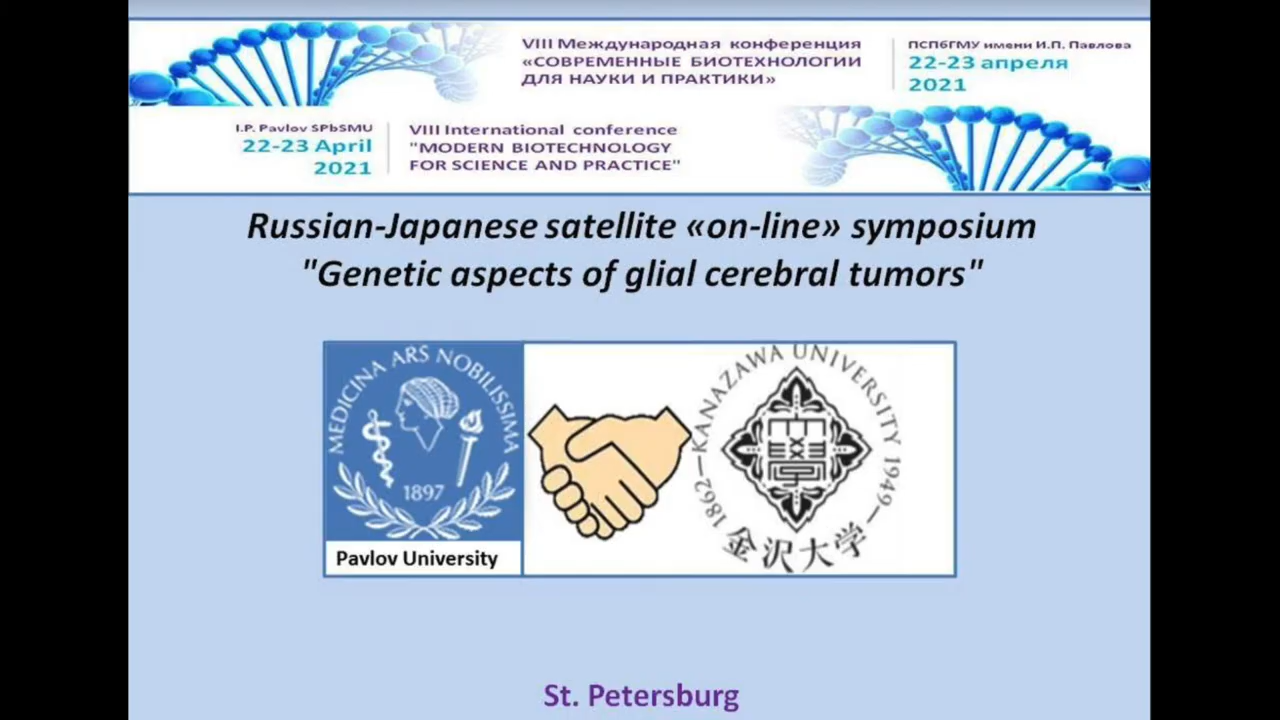 VIII Международная конференция
«СОВРЕМЕННЫЕ БИОТЕХНОЛОГИИ
ДЛЯ НАУКИ И ПРАКТИКИ»
ПСПбГМУ имени И.П. Павлова
22-23 апреля
2021
I.P. Pavlov SPbSMU
22-23 April
2021
VIII International conference
"MODERN BIOTECHNOLOGY
FOR SCIENCE AND PRACTICE"
Russian-Japanese satellite «on-line» symposium
"Genetic aspects of glial cerebral tumors"
MEDICINA ARS NOBILISSIMA
1897
Pavlov University
1862—KANAZAWA UNIVERSITY 1949—
大學
金沢大学
St. Petersburg